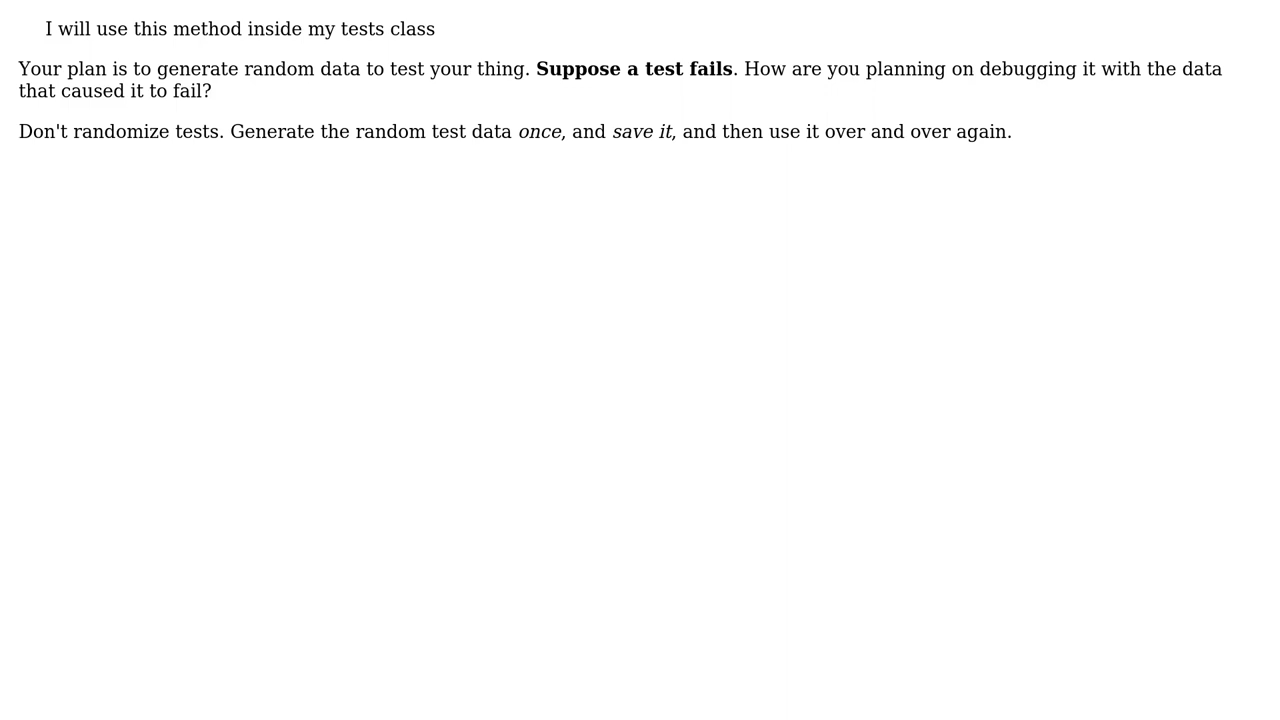 I will use this method inside my tests class
Your plan is to generate random data to test your thing. Suppose a test fails. How are you planning on debugging it with the data
that caused it to fail?
Don't randomize tests. Generate the random test data once, and save it, and then use it over and over again.